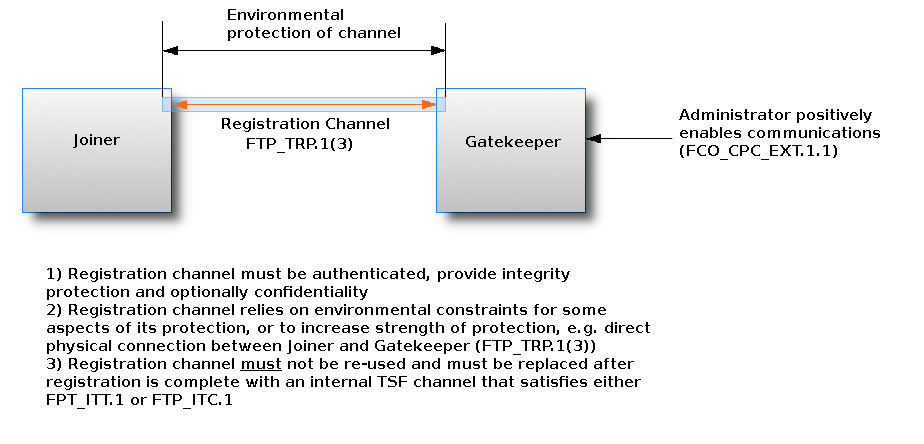 Environmental
protection of channel
Joiner
Registration Channel
FTP_TRP.1(3)
Gatekeeper
Administrator positively
enables communications
(FCO_CPC_EXT.1.1)
1) Registration channel must be authenticated, provide integrity
protection and optionally confidentiality
2) Registration channel relies on environmental constraints for some
aspects of its protection, or to increase strength of protection, e.g. direct
physical connection between Joiner and Gatekeeper (FTP_TRP.1(3))
3) Registration channel must not be re-used and must be replaced after
registration is complete with an internal TSF channel that satisfies either
FPT_ITT.1 or FTP_ITC.1